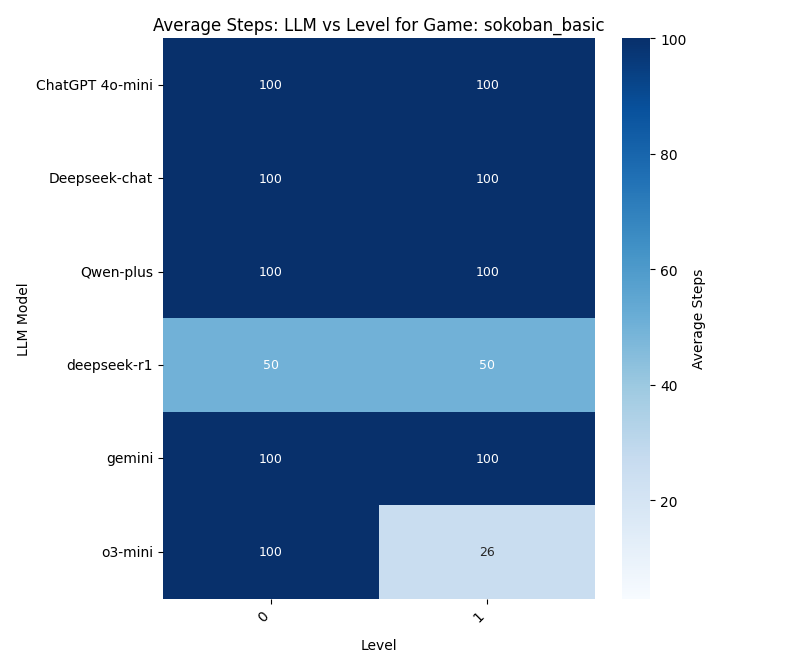 Average Steps: LLM vs Level for Game: sokoban_basic
LLM Model
ChatGPT 4o-mini 100 100
Deepseek-chat 100 100
Qwen-plus 100 100
deepseek-r1 50 50
gemini 100 100
o3-mini 100 26
0 1
Level
100
80
60
40
20
Average Steps